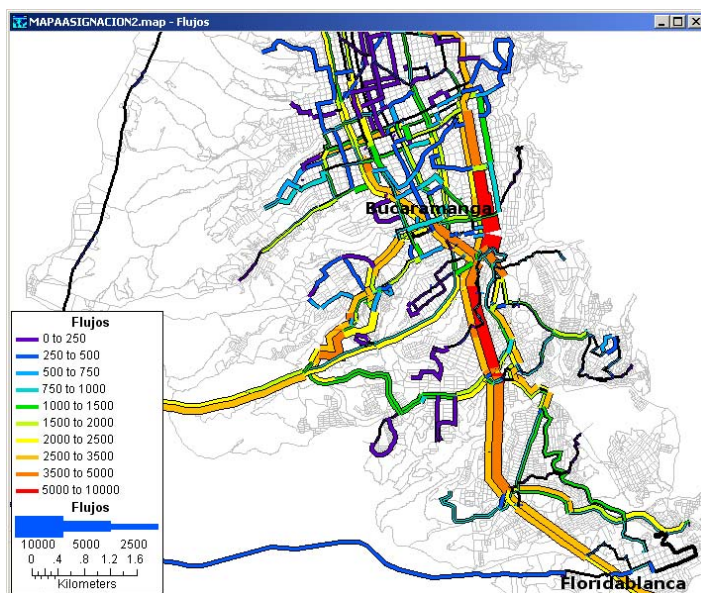 MAPAASIGNACION2.map - Flujos
Bucaramanga
Flujos
0 to 250
250 to 500
500 to 750
750 to 1000
1000 to 1500
1500 to 2000
2000 to 2500
2500 to 3500
3500 to 5000
5000 to 10000
Flujos
10000 5000 2500
0 .4 .8 1.2 1.6
Kilometers
Floridablanca